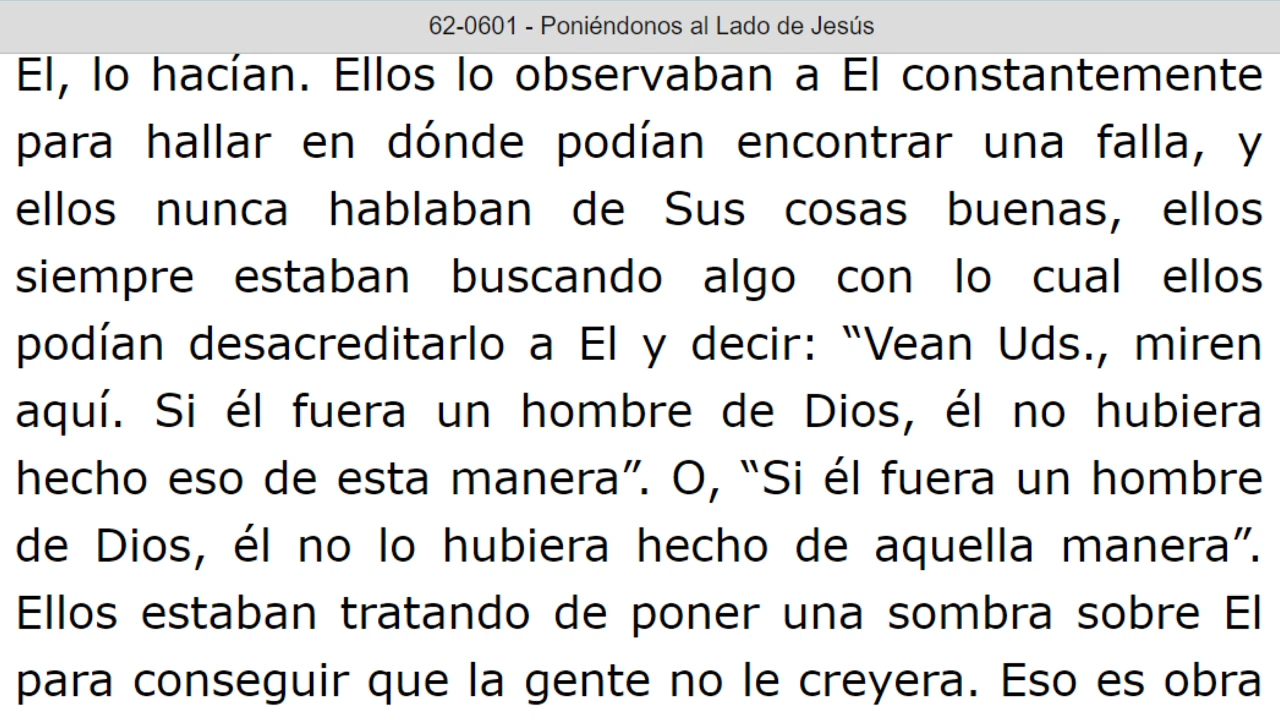 62-0601 - Poniéndonos al Lado de Jesús
El, lo hacían. Ellos lo observaban a El constantemente
para hallar en dónde podían encontrar una falla, y
ellos nunca hablaban de Sus cosas buenas, ellos
siempre estaban buscando algo con lo cual ellos
podían desacreditarlo a El y decir: “Vean Uds., miren
aquí. Si él fuera un hombre de Dios, él no hubiera
hecho eso de esta manera”. O, “Si él fuera un hombre
de Dios, él no lo hubiera hecho de aquella manera”.
Ellos estaban tratando de poner una sombra sobre El
para conseguir que la gente no le creyera. Eso es obra